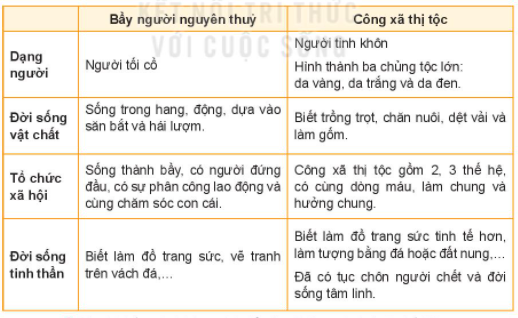 KẾT NỐI TRI THỨC
VỚI CUỘC SỐNG
Bầy người nguyên thuỷ
Công xã thị tộc
Dạng
người
Người tối cổ
Người tinh khôn
Hình thành ba chủng tộc lớn:
da vàng, da trắng và da đen.
Đời sống
vật chất
Sống trong hang, động, dựa vào
săn bắt và hái lượm.
Biết trồng trọt, chăn nuôi, dệt vải và
làm gốm.
Tổ chức
xã hội
Sống thành bầy, có người đứng
đầu, có sự phân công lao động và
cùng chăm sóc con cái.
Công xã thị tộc gồm 2, 3 thế hệ,
có cùng dòng máu, làm chung và
hưởng chung.
Đời sống
tinh thần
Biết làm đồ trang sức, vẽ tranh
trên vách đá,...
Biết làm đồ trang sức tinh tế hơn,
làm tượng bằng đá hoặc đất nung,...
Đã có tục chôn người chết và đời
sống tâm linh.